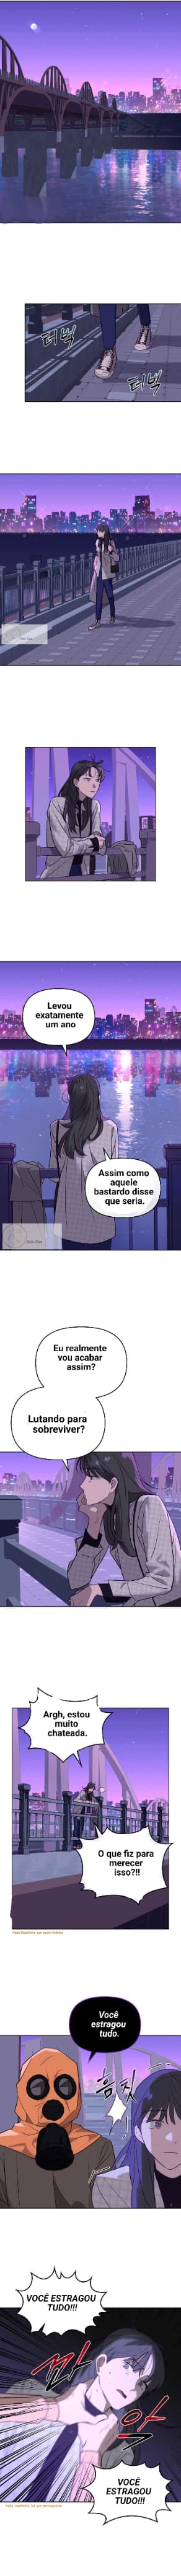 터벅
터벅
Levou
exatamente
um ano
Assim como
aquele
bastardo disse
que seria.
Eu realmente
vou acabar
assim?
Lutando para
sobreviver?
Argh, estou
muito
chateada.
O que fiz para
merecer
isso?!!
Você
estragou
tudo.
흠칫
VOCÊ ESTRAGOU
TUDO!!!
VOCÊ
ESTRAGOU
TUDO!!!